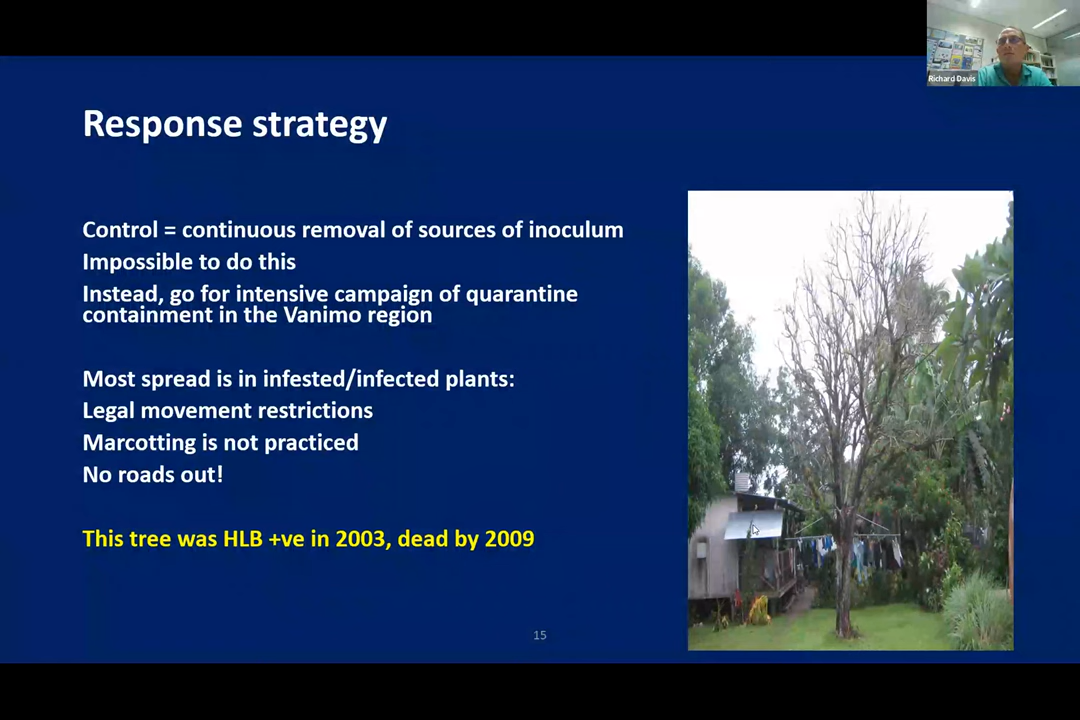 Richard Davis
Response strategy
Control = continuous removal of sources of inoculum
Impossible to do this
Instead, go for intensive campaign of quarantine
containment in the Vanimo region
Most spread is in infested/infected plants:
Legal movement restrictions
Marcotting is not practiced
No roads out!
This tree was HLB +ve in 2003, dead by 2009
15